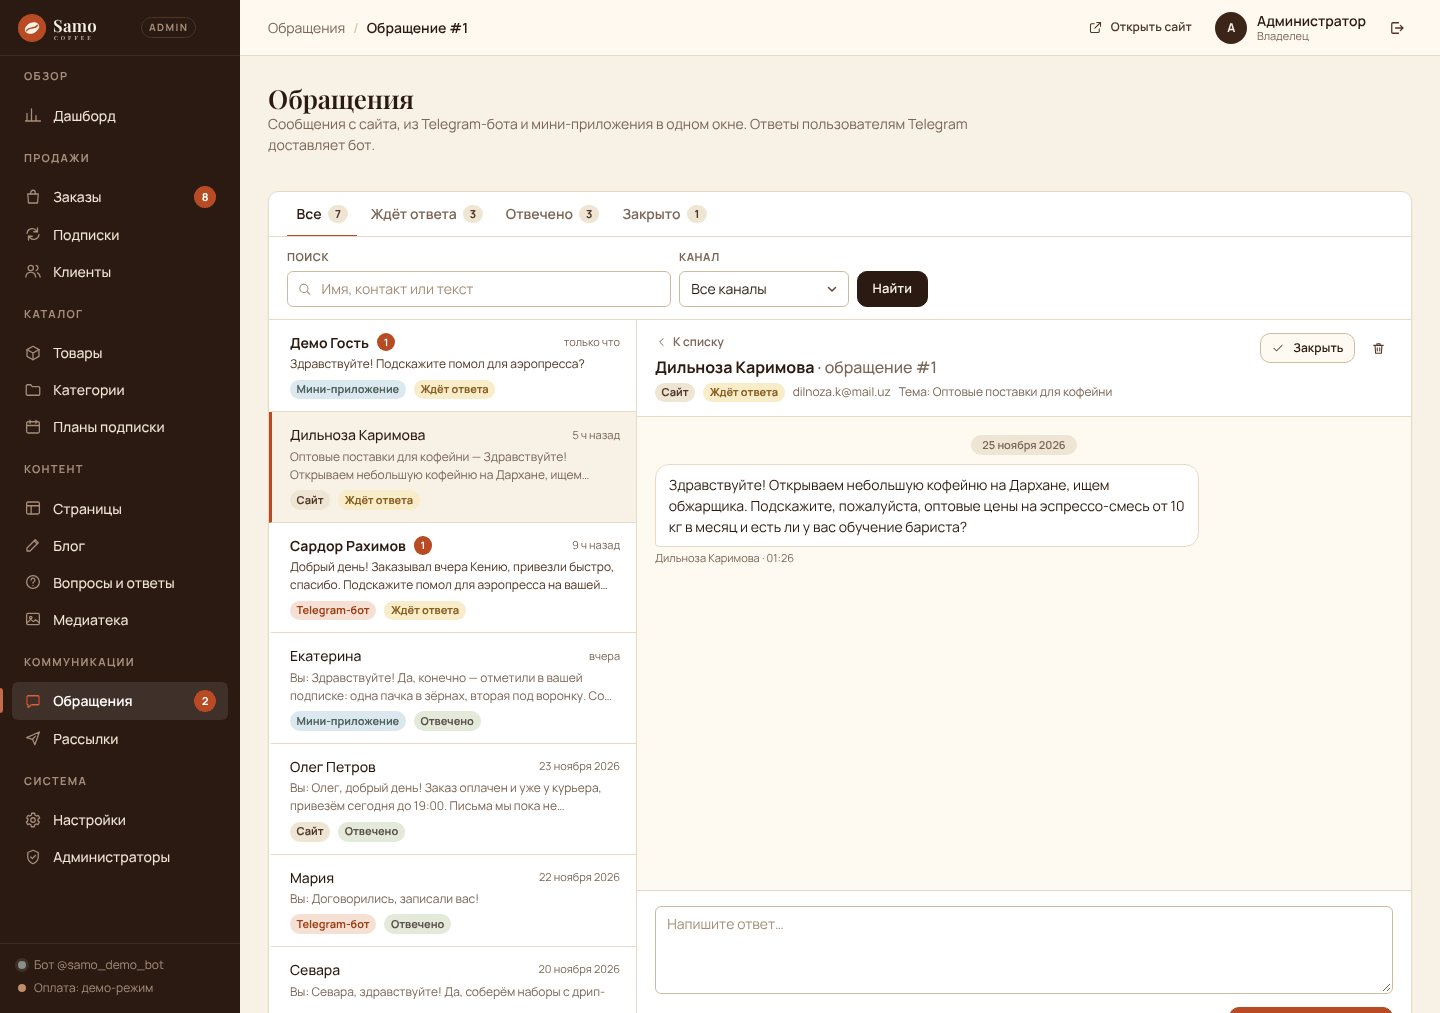 Samo
COFFEE
ADMIN
ОБЗОР
Дашборд
ПРОДАЖИ
Заказы
8
Подписки
Клиенты
КАТАЛОГ
Товары
Категории
Планы подписки
КОНТЕНТ
Страницы
Блог
Вопросы и ответы
Медиатека
КОММУНИКАЦИИ
Обращения
2
Рассылки
СИСТЕМА
Настройки
Администраторы
Бот @samo_demo_bot
Оплата: демо-режим
Обращения / Обращение #1
Открыть сайт
А
Администратор
Владелец
Обращения
Сообщения с сайта, из Telegram-бота и мини-приложения в одном окне. Ответы пользователям Telegram
доставляет бот.
Все 7
Ждёт ответа 3
Отвечено 3
Закрыто 1
ПОИСК
Имя, контакт или текст
КАНАЛ
Все каналы
Найти
Демо Гость 1
только что
Здравствуйте! Подскажите помол для аэропресса?
Мини-приложение Ждёт ответа
Дильноза Каримова
5 ч назад
Оптовые поставки для кофейни — Здравствуйте!
Открываем небольшую кофейню на Дархане, ищем…
Сайт Ждёт ответа
Сардор Рахимов 1
9 ч назад
Добрый день! Заказывал вчера Кению, привезли быстро,
спасибо. Подскажите помол для аэропресса на вашей…
Telegram-бот Ждёт ответа
Екатерина
вчера
Вы: Здравствуйте! Да, конечно — отметили в вашей
подписке: одна пачка в зёрнах, вторая под воронку. Со…
Мини-приложение Отвечено
Олег Петров
23 ноября 2026
Вы: Олег, добрый день! Заказ оплачен и уже у курьера,
привезём сегодня до 19:00. Письма мы пока не…
Сайт Отвечено
Мария
22 ноября 2026
Вы: Договорились, записали вас!
Telegram-бот Отвечено
Севара
20 ноября 2026
Вы: Севара, здравствуйте! Да, соберём наборы с дрип-
К списку
Дильноза Каримова · обращение #1
Сайт Ждёт ответа dilnoza.k@mail.uz Тема: Оптовые поставки для кофейни
Закрыть
25 ноября 2026
Здравствуйте! Открываем небольшую кофейню на Дархане, ищем
обжарщика. Подскажите, пожалуйста, оптовые цены на эспрессо-смесь от 10
кг в месяц и есть ли у вас обучение бариста?
Дильноза Каримова · 01:26
Напишите ответ…